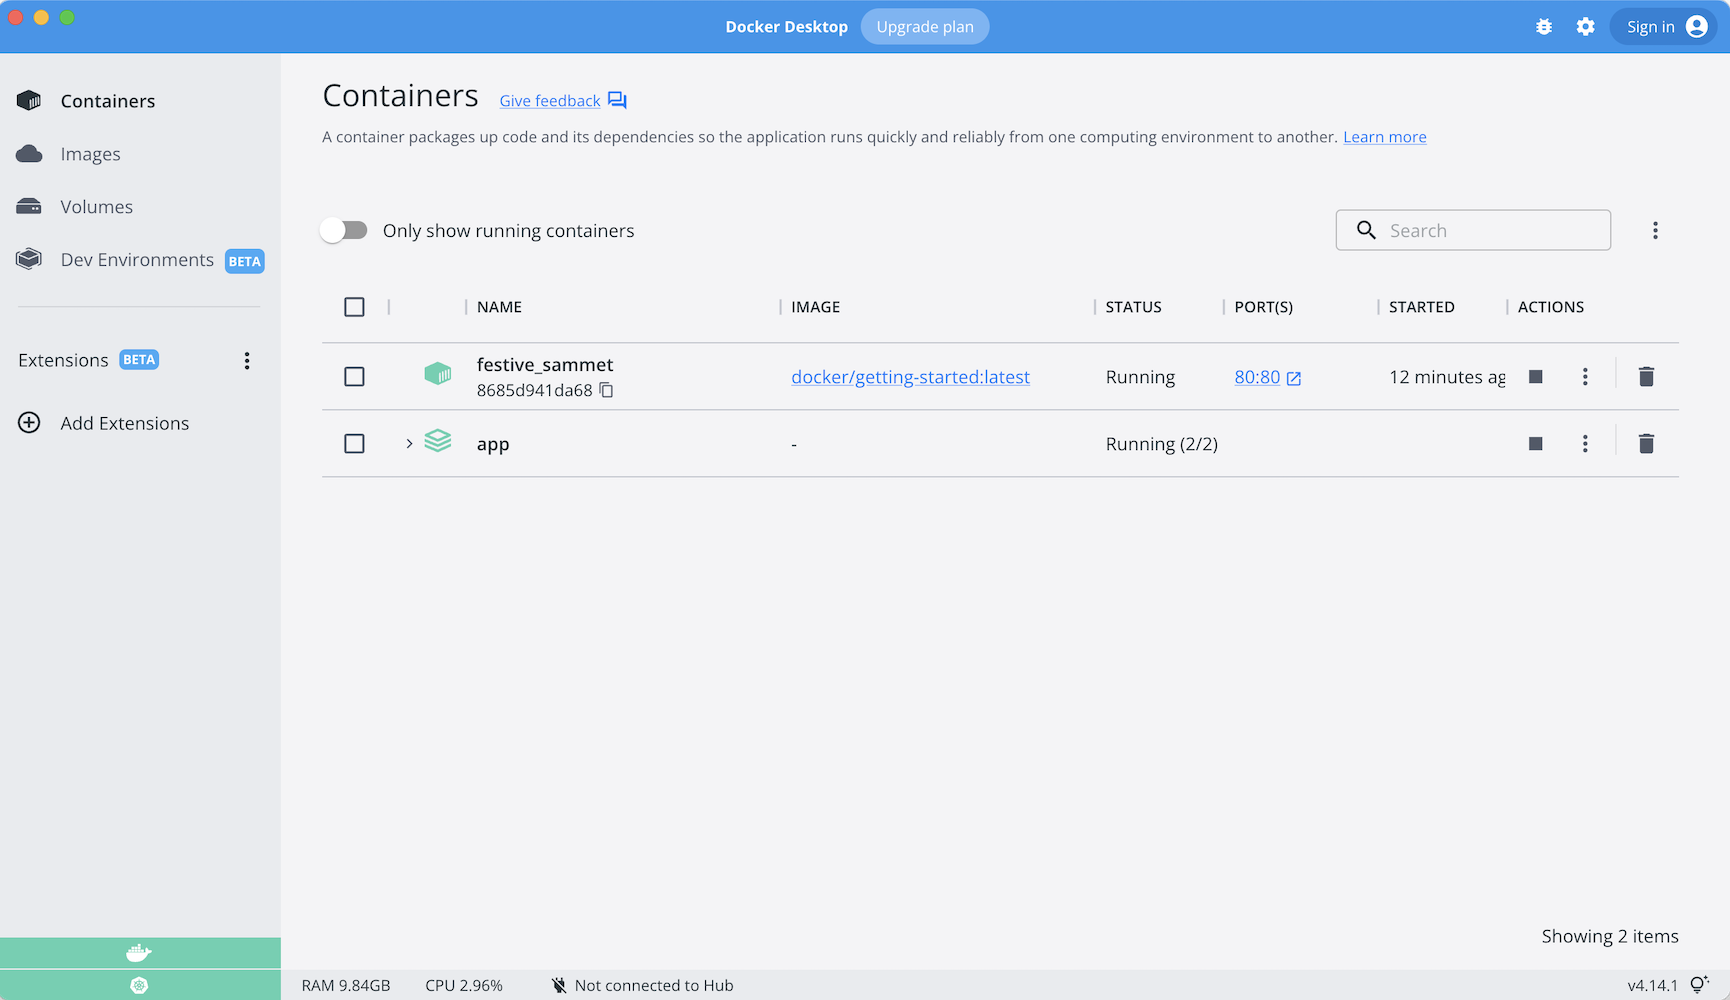 Docker Desktop Upgrade plan Sign in
Containers
Images
Volumes
Dev Environments BETA
Extensions BETA
Add Extensions
Containers Give feedback
A container packages up code and its dependencies so the application runs quickly and reliably from one computing environment to another. Learn more
Only show running containers Search
NAME IMAGE STATUS PORT(S) STARTED ACTIONS
festive_sammet docker/getting-started:latest Running 80:80 12 minutes ag
8685d941da68
app - Running (2/2)
Showing 2 items
RAM 9.84GB CPU 2.96% Not connected to Hub v4.14.1